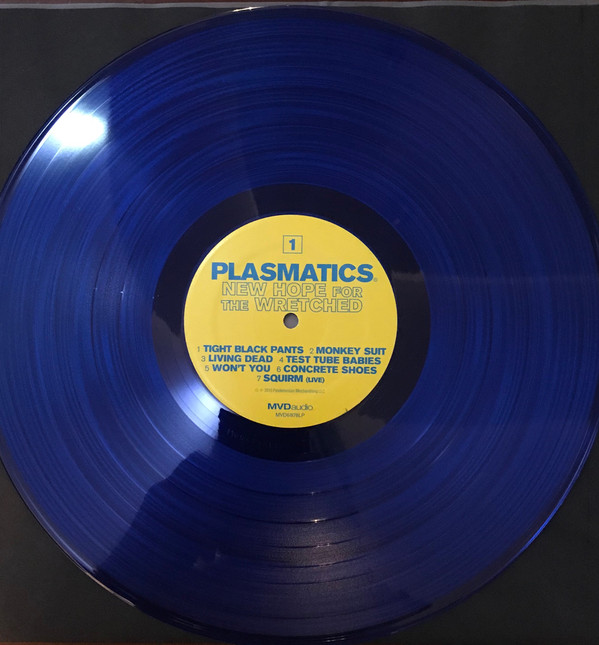 1
PLASMATICS®
NEW HOPE FOR
THE WRETCHED
1 TIGHT BLACK PANTS 2 MONKEY SUIT
3 LIVING DEAD 4 TEST TUBE BABIES
5 WON'T YOU 6 CONCRETE SHOES
7 SQUIRM (LIVE)
MVDaudio